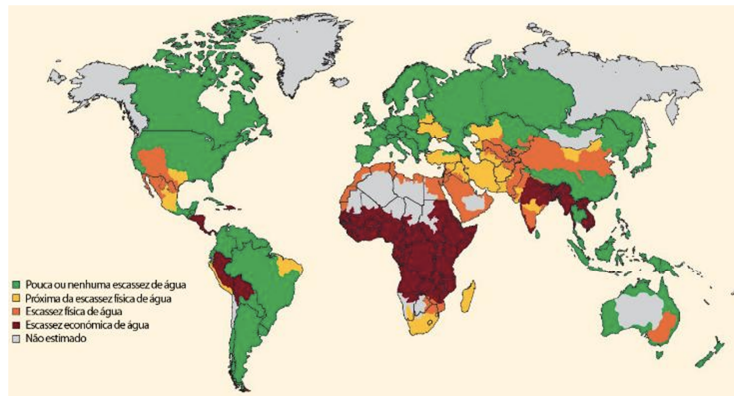 Pouca ou nenhuma escassez de água
Próxima da escassez física de água
Escassez física de água
Escassez económica de água
Não estimado